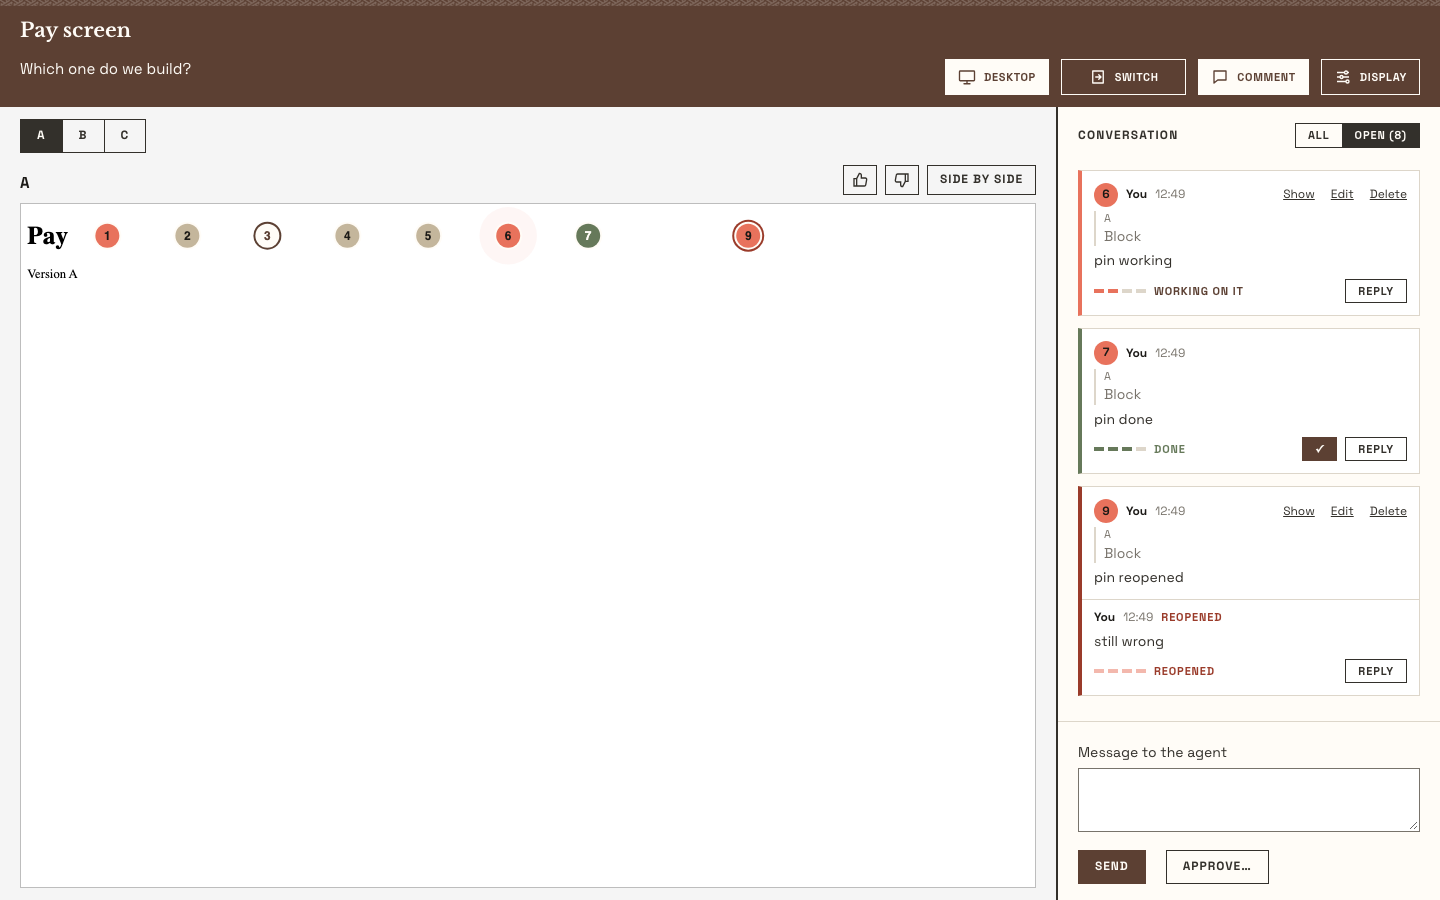 Pay screen
Which one do we build?
DESKTOP
SWITCH
COMMENT
DISPLAY
A
B
C
A
SIDE BY SIDE
Pay
1
2
3
4
5
6
7
9
Version A
CONVERSATION
ALL
OPEN (8)
6 You 12:49 Show Edit Delete
A
Block
pin working
WORKING ON IT
REPLY
7 You 12:49
A
Block
pin done
DONE
✓
REPLY
9 You 12:49 Show Edit Delete
A
Block
pin reopened
You 12:49 REOPENED
still wrong
REOPENED
REPLY
Message to the agent
SEND
APPROVE…